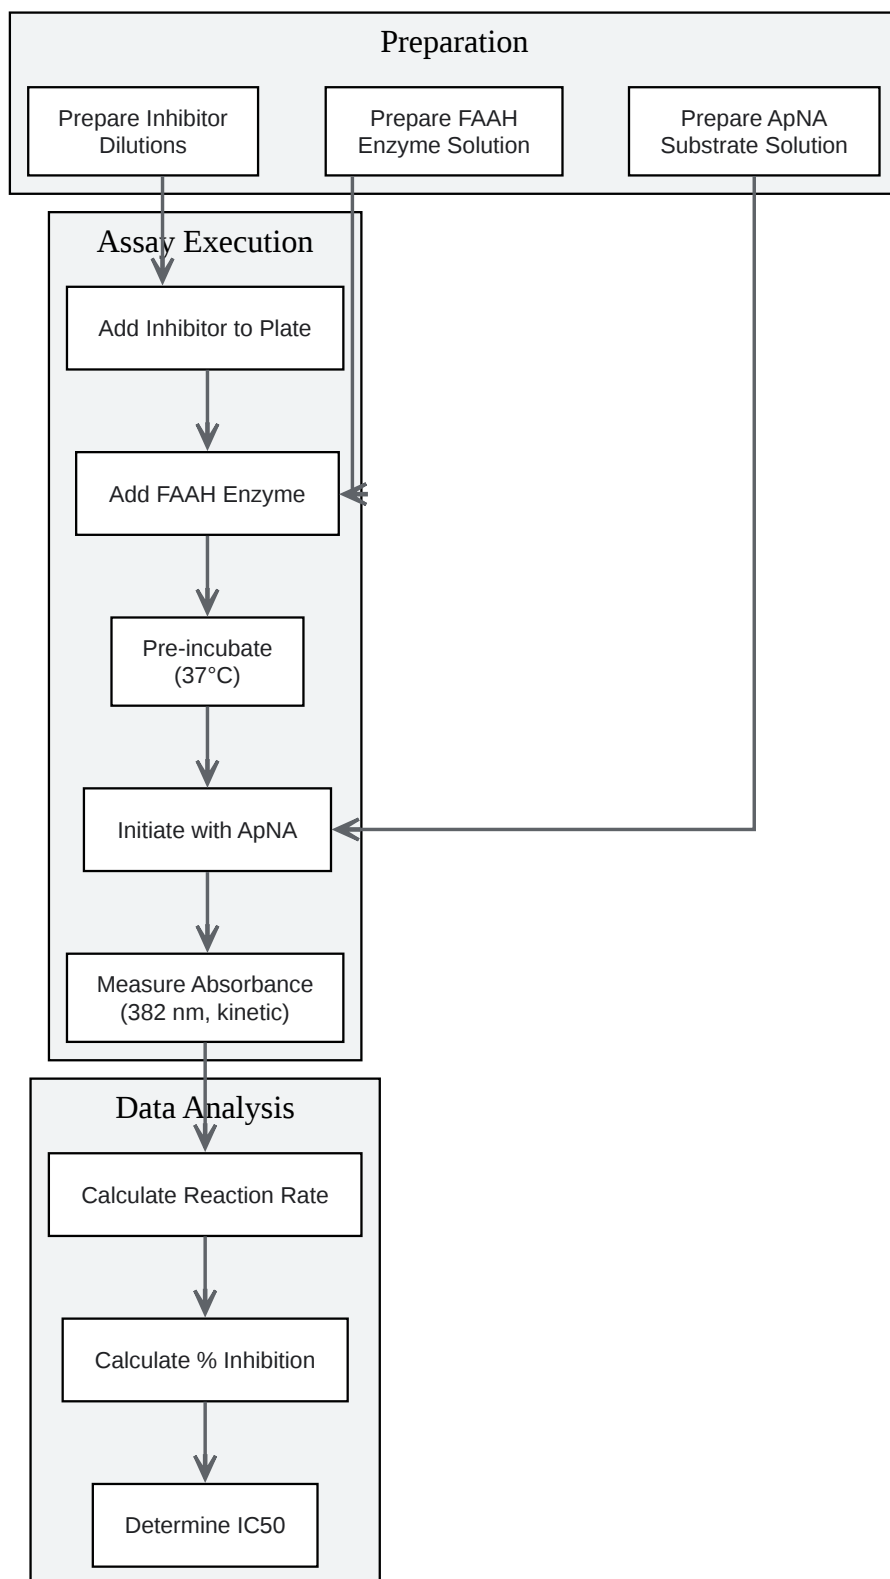 Preparation
Prepare Inhibitor
Dilutions
Prepare FAAH
Enzyme Solution
Prepare ApNA
Substrate Solution
Assay Execution
Add Inhibitor to Plate
Add FAAH Enzyme
Pre-incubate
(37°C)
Initiate with ApNA
Measure Absorbance
(382 nm, kinetic)
Data Analysis
Calculate Reaction Rate
Calculate % Inhibition
Determine IC50